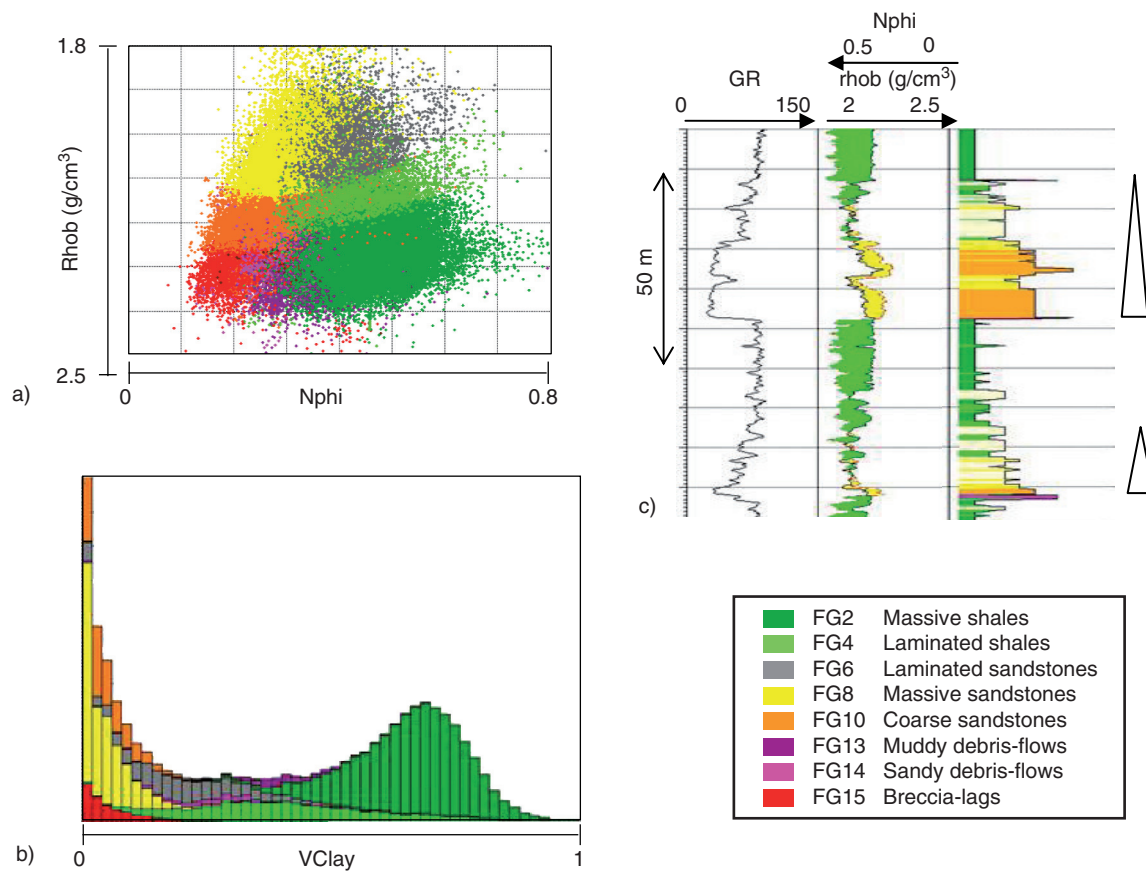 1.8
Rhob (g/cm³)
2.5
a)
0 Nphi 0.8
b)
0 VClay 1
Nphi
0.5 0
GR rhob (g/cm³)
0 150 2 2.5
50 m
c)
FG2 Massive shales
FG4 Laminated shales
FG6 Laminated sandstones
FG8 Massive sandstones
FG10 Coarse sandstones
FG13 Muddy debris-flows
FG14 Sandy debris-flows
FG15 Breccia-lags